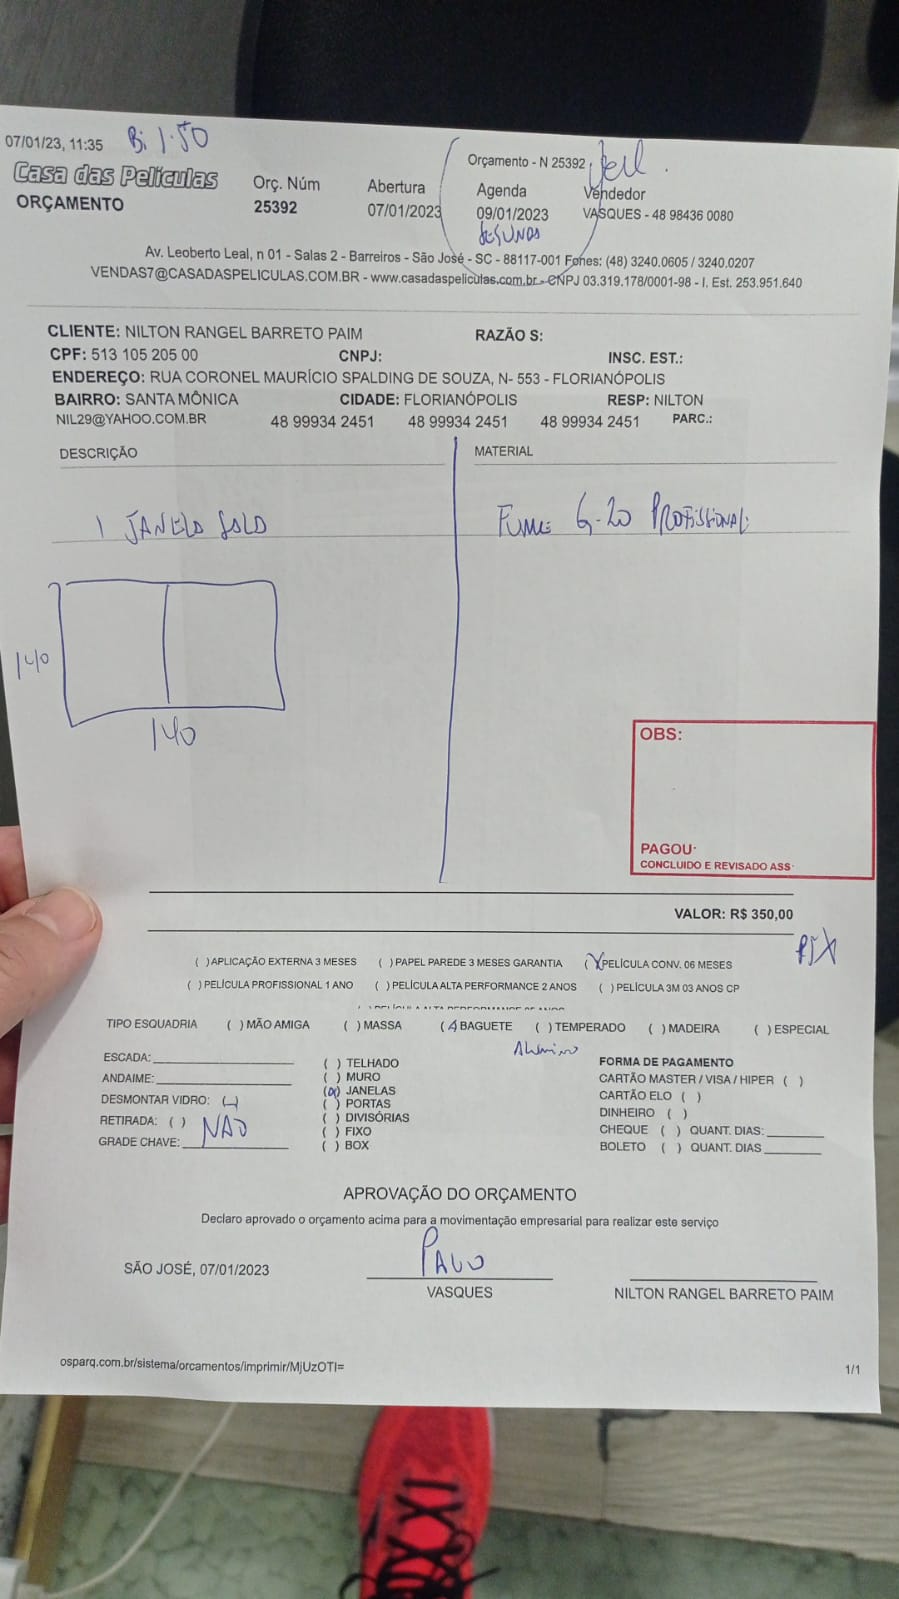 07/01/23, 11:35 Bi 1.50
Orçamento - N 25392
Casa das Películas
ORÇAMENTO
Orç. Núm Abertura Agenda Vendedor
25392 07/01/2023 09/01/2023 VASQUES - 48 98436 0080
SEGUNDA
Av. Leoberto Leal, n 01 - Salas 2 - Barreiros - São José - SC - 88117-001 Fones: (48) 3240.0605 / 3240.0207
VENDAS7@CASADASPELICULAS.COM.BR - www.casadaspeliculas.com.br - CNPJ 03.319.178/0001-98 - I. Est. 253.951.640
CLIENTE: NILTON RANGEL BARRETO PAIM RAZÃO S:
CPF: 513 105 205 00 CNPJ: INSC. EST.:
ENDEREÇO: RUA CORONEL MAURÍCIO SPALDING DE SOUZA, N- 553 - FLORIANÓPOLIS
BAIRRO: SANTA MÔNICA CIDADE: FLORIANÓPOLIS RESP: NILTON
NIL29@YAHOO.COM.BR 48 99934 2451 48 99934 2451 48 99934 2451 PARC.:
DESCRIÇÃO MATERIAL
1 JANELA SALA FUME G-20 PROFISSIONAL
140
140
OBS:
PAGOU:
CONCLUIDO E REVISADO ASS:
VALOR: R$ 350,00
PIX
( ) APLICAÇÃO EXTERNA 3 MESES ( ) PAPEL PAREDE 3 MESES GARANTIA (X) PELÍCULA CONV. 06 MESES
( ) PELÍCULA PROFISSIONAL 1 ANO ( ) PELÍCULA ALTA PERFORMANCE 2 ANOS ( ) PELÍCULA 3M 03 ANOS CP
TIPO ESQUADRIA ( ) MÃO AMIGA ( ) MASSA ( ) BAGUETE ( ) TEMPERADO ( ) MADEIRA ( ) ESPECIAL
ESCADA: ( ) TELHADO FORMA DE PAGAMENTO
ANDAIME: ( ) MURO CARTÃO MASTER / VISA / HIPER ( )
DESMONTAR VIDRO: ( ) (X) JANELAS CARTÃO ELO ( )
( ) PORTAS DINHEIRO ( )
RETIRADA: ( ) NAO ( ) DIVISÓRIAS CHEQUE ( ) QUANT. DIAS:
( ) FIXO BOLETO ( ) QUANT. DIAS
GRADE CHAVE: ( ) BOX
APROVAÇÃO DO ORÇAMENTO
Declaro aprovado o orçamento acima para a movimentação empresarial para realizar este serviço
SÃO JOSÉ, 07/01/2023
VASQUES NILTON RANGEL BARRETO PAIM
osparq.com.br/sistema/orcamentos/imprimir/MjUzOTI= 1/1